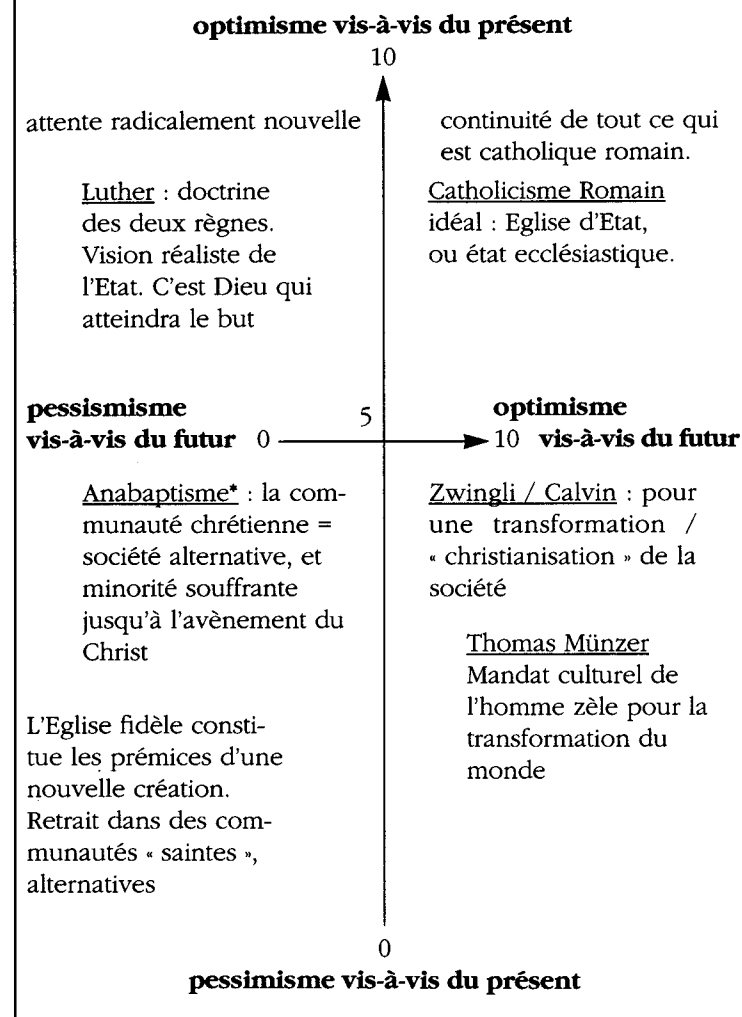 optimisme vis-à-vis du présent
10
attente radicalement nouvelle
continuité de tout ce qui
est catholique romain.
Luther : doctrine
des deux règnes.
Vision réaliste de
l'Etat. C'est Dieu qui
atteindra le but
Catholicisme Romain
idéal : Eglise d'Etat,
ou état ecclésiastique.
pessismisme
vis-à-vis du futur 0
5
optimisme
10 vis-à-vis du futur
Anabaptisme* : la com-
munauté chrétienne =
société alternative, et
minorité souffrante
jusqu'à l'avènement du
Christ
Zwingli / Calvin : pour
une transformation /
« christianisation » de la
société
Thomas Münzer
Mandat culturel de
l'homme zèle pour la
transformation du
monde
L'Eglise fidèle consti-
tue les prémices d'une
nouvelle création.
Retrait dans des com-
munautés « saintes »,
alternatives
0
pessimisme vis-à-vis du présent